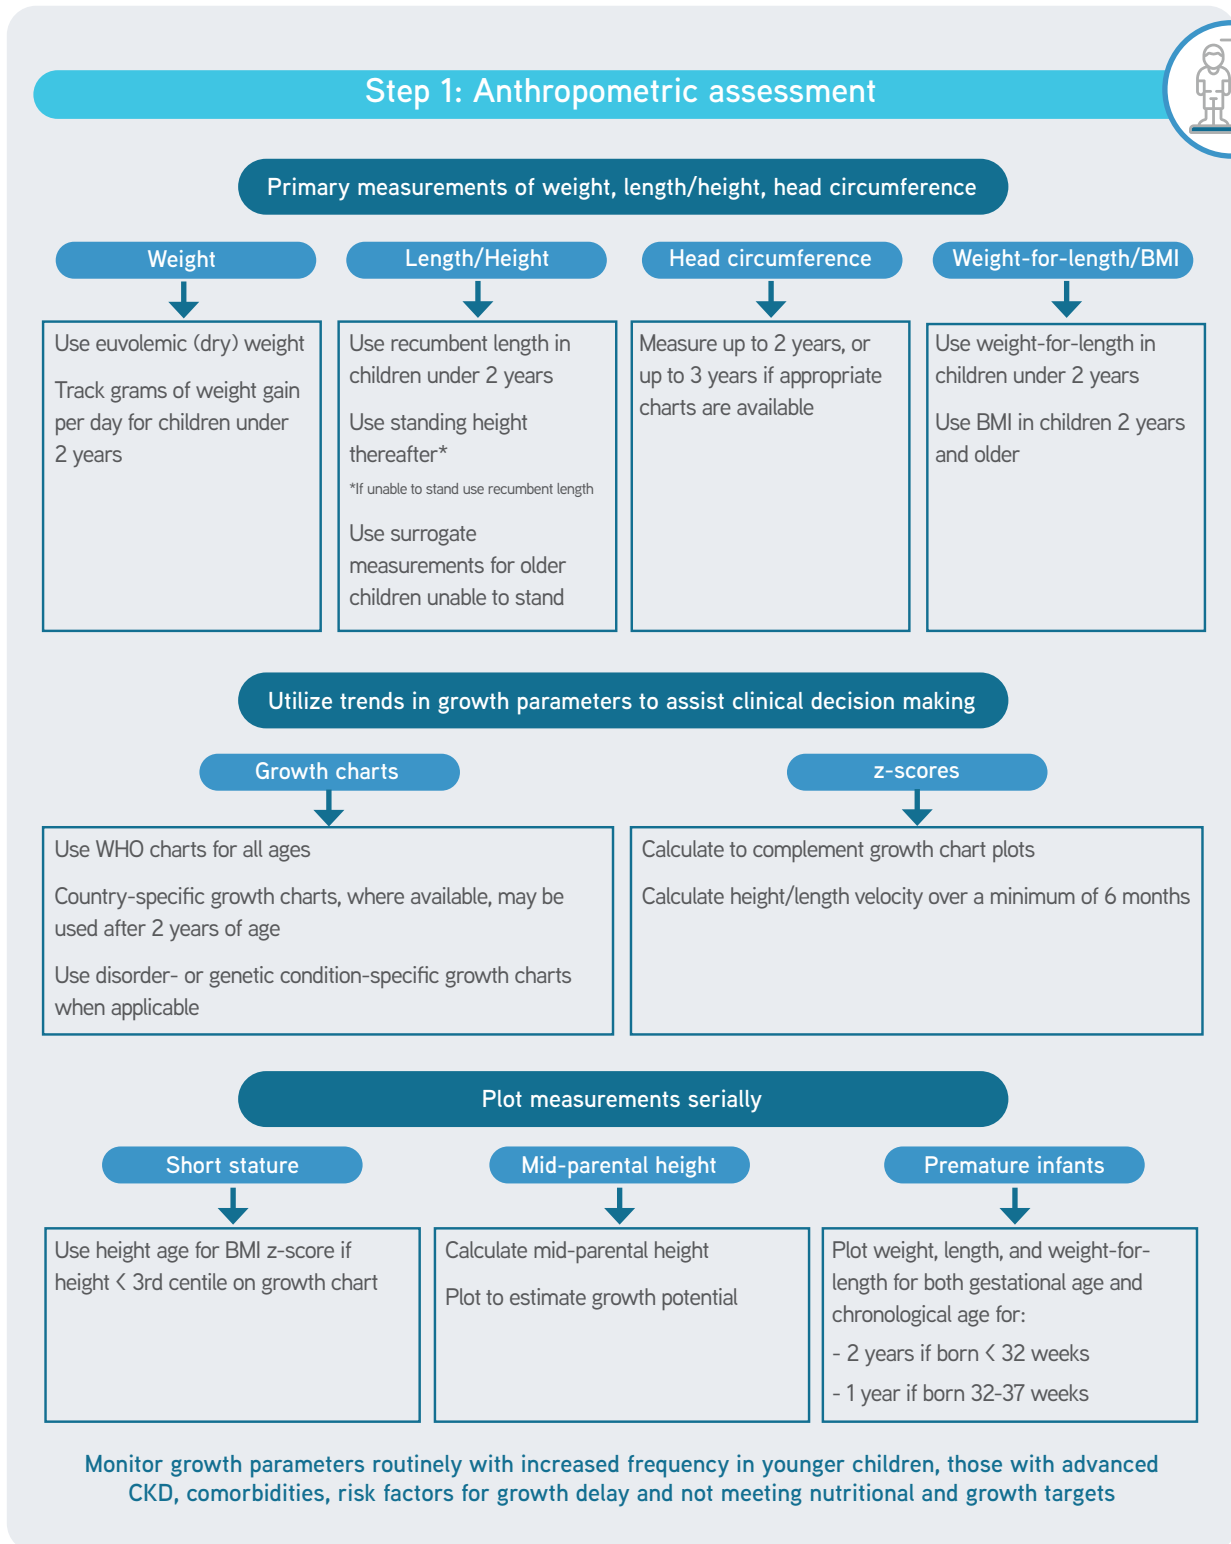 Step 1: Anthropometric assessment
Primary measurements of weight, length/height, head circumference
Weight
Use euvolemic (dry) weight
Track grams of weight gain
per day for children under
2 years
Length/Height
Use recumbent length in
children under 2 years
Use standing height
thereafter*
*If unable to stand use recumbent length
Use surrogate
measurements for older
children unable to stand
Head circumference
Measure up to 2 years, or
up to 3 years if appropriate
charts are available
Weight-for-length/BMI
Use weight-for-length in
children under 2 years
Use BMI in children 2 years
and older
Utilize trends in growth parameters to assist clinical decision making
Growth charts
Use WHO charts for all ages
Country-specific growth charts, where available, may be
used after 2 years of age
Use disorder- or genetic condition-specific growth charts
when applicable
z-scores
Calculate to complement growth chart plots
Calculate height/length velocity over a minimum of 6 months
Plot measurements serially
Short stature
Use height age for BMI z-score if
height < 3rd centile on growth chart
Mid-parental height
Calculate mid-parental height
Plot to estimate growth potential
Premature infants
Plot weight, length, and weight-for-
length for both gestational age and
chronological age for:
- 2 years if born < 32 weeks
- 1 year if born 32-37 weeks
Monitor growth parameters routinely with increased frequency in younger children, those with advanced
CKD, comorbidities, risk factors for growth delay and not meeting nutritional and growth targets